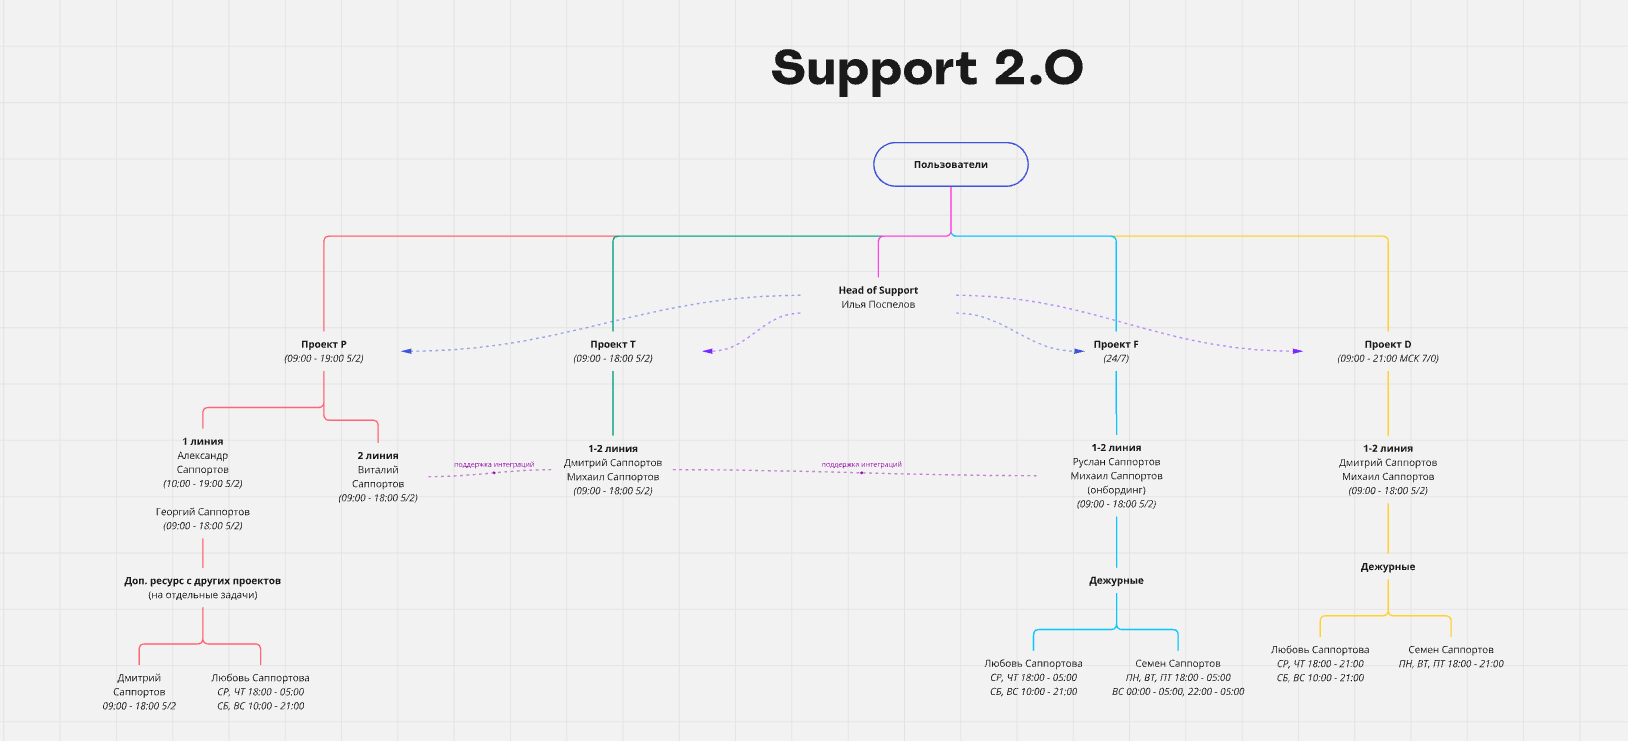 Support 2.0
Пользователи
Head of Support
Илья Поспелов
Проект P
(09:00 - 19:00 5/2)
Проект T
(09:00 - 18:00 5/2)
Проект F
(24/7)
Проект D
(09:00 - 21:00 МСК 7/0)
1 линия
Александр
Саппортов
(10:00 - 19:00 5/2)
Георгий Саппортов
(09:00 - 18:00 5/2)
2 линия
Виталий
Саппортов
(09:00 - 18:00 5/2)
поддержка интеграций
1-2 линия
Дмитрий Саппортов
Михаил Саппортов
(09:00 - 18:00 5/2)
поддержка интеграций
1-2 линия
Руслан Саппортов
Михаил Саппортов
(онбординг)
(09:00 - 18:00 5/2)
1-2 линия
Дмитрий Саппортов
Михаил Саппортов
(09:00 - 18:00 5/2)
Доп. ресурс с других проектов
(на отдельные задачи)
Дмитрий
Саппортов
09:00 - 18:00 5/2
Любовь Саппортова
СР, ЧТ 18:00 - 05:00
СБ, ВС 10:00 - 21:00
Дежурные
Любовь Саппортова
СР, ЧТ 18:00 - 05:00
СБ, ВС 10:00 - 21:00
Семен Саппортов
ПН, ВТ, ПТ 18:00 - 05:00
ВС 00:00 - 05:00, 22:00 - 05:00
Дежурные
Любовь Саппортова
СР, ЧТ 18:00 - 21:00
СБ, ВС 10:00 - 21:00
Семен Саппортов
ПН, ВТ, ПТ 18:00 - 21:00